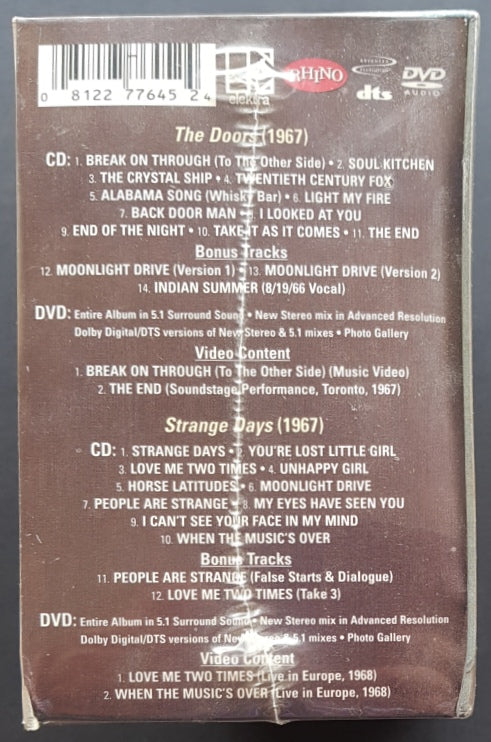 0 8122 77645 24
elektra
RHINO
ADVANCED RESOLUTION
dts
DVD
AUDIO
The Doors (1967)
CD: 1. BREAK ON THROUGH (To The Other Side) • 2. SOUL KITCHEN
3. THE CRYSTAL SHIP • 4. TWENTIETH CENTURY FOX
5. ALABAMA SONG (Whisky Bar) • 6. LIGHT MY FIRE
7. BACK DOOR MAN • 8. I LOOKED AT YOU
9. END OF THE NIGHT • 10. TAKE IT AS IT COMES • 11. THE END
Bonus Tracks
12. MOONLIGHT DRIVE (Version 1) • 13. MOONLIGHT DRIVE (Version 2)
14. INDIAN SUMMER (8/19/66 Vocal)
DVD: Entire Album in 5.1 Surround Sound • New Stereo mix in Advanced Resolution
Dolby Digital/DTS versions of New Stereo & 5.1 mixes • Photo Gallery
Video Content
1. BREAK ON THROUGH (To The Other Side) (Music Video)
2. THE END (Soundstage Performance, Toronto, 1967)
Strange Days (1967)
CD: 1. STRANGE DAYS • 2. YOU'RE LOST LITTLE GIRL
3. LOVE ME TWO TIMES • 4. UNHAPPY GIRL
5. HORSE LATITUDES • 6. MOONLIGHT DRIVE
7. PEOPLE ARE STRANGE • 8. MY EYES HAVE SEEN YOU
9. I CAN'T SEE YOUR FACE IN MY MIND
10. WHEN THE MUSIC'S OVER
Bonus Tracks
11. PEOPLE ARE STRANGE (False Starts & Dialogue)
12. LOVE ME TWO TIMES (Take 3)
DVD: Entire Album in 5.1 Surround Sound • New Stereo mix in Advanced Resolution
Dolby Digital/DTS versions of New Stereo & 5.1 mixes • Photo Gallery
Video Content
1. LOVE ME TWO TIMES (Live in Europe, 1968)
2. WHEN THE MUSIC'S OVER (Live in Europe, 1968)